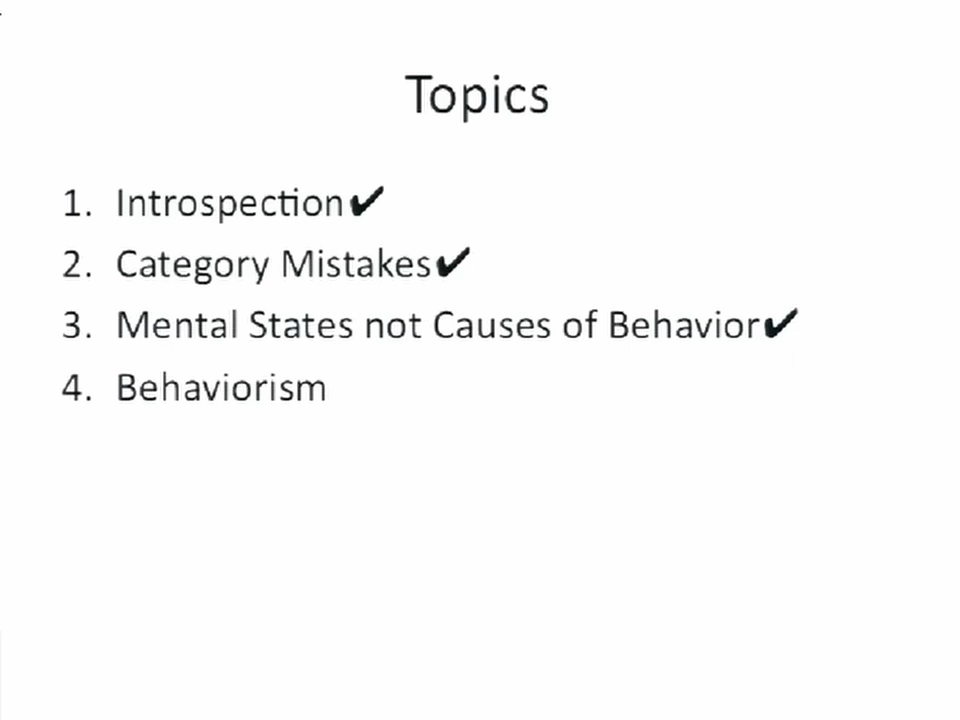 Topics
1. Introspection✔
2. Category Mistakes✔
3. Mental States not Causes of Behavior✔
4. Behaviorism